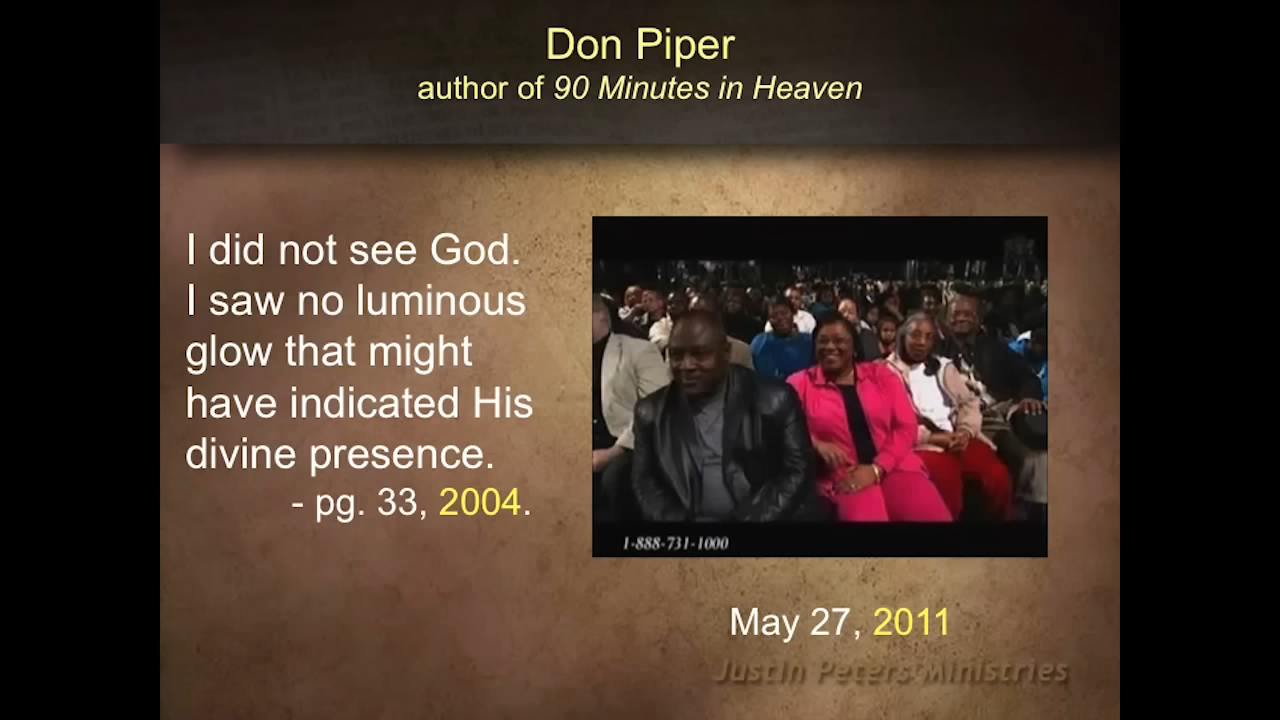 Don Piper
author of 90 Minutes in Heaven
I did not see God.
I saw no luminous
glow that might
have indicated His
divine presence.
- pg. 33, 2004.
1-888-731-1000
May 27, 2011
Justin Peters Ministries